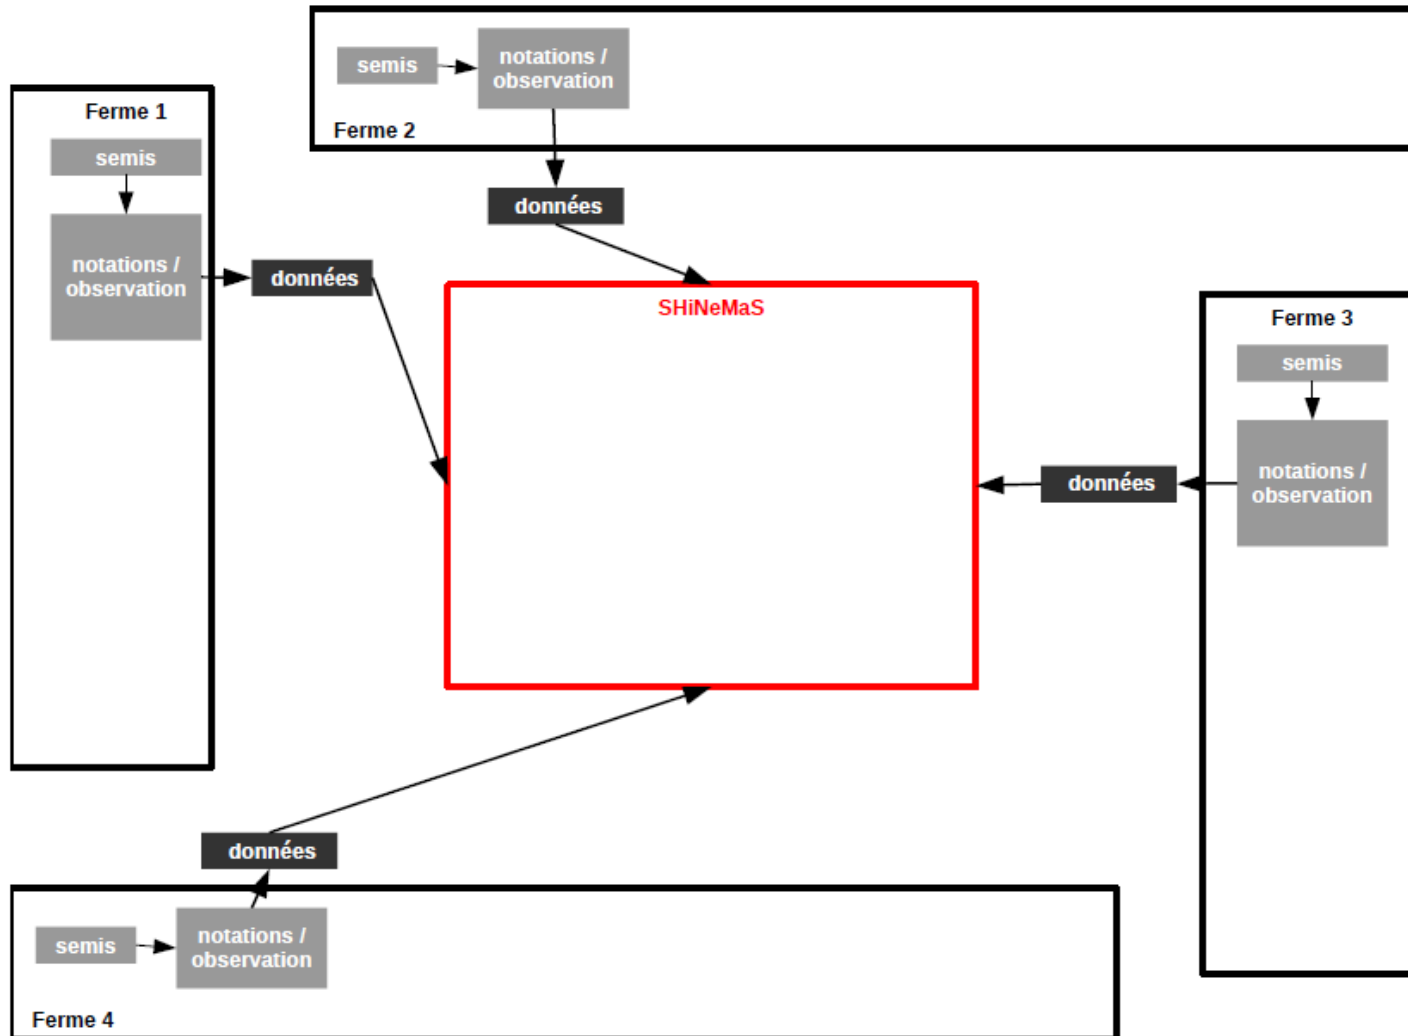 Ferme 1
semis
notations /
observation
données
semis
notations /
observation
Ferme 2
données
SHiNeMaS
Ferme 3
semis
notations /
observation
données
données
semis
notations /
observation
Ferme 4